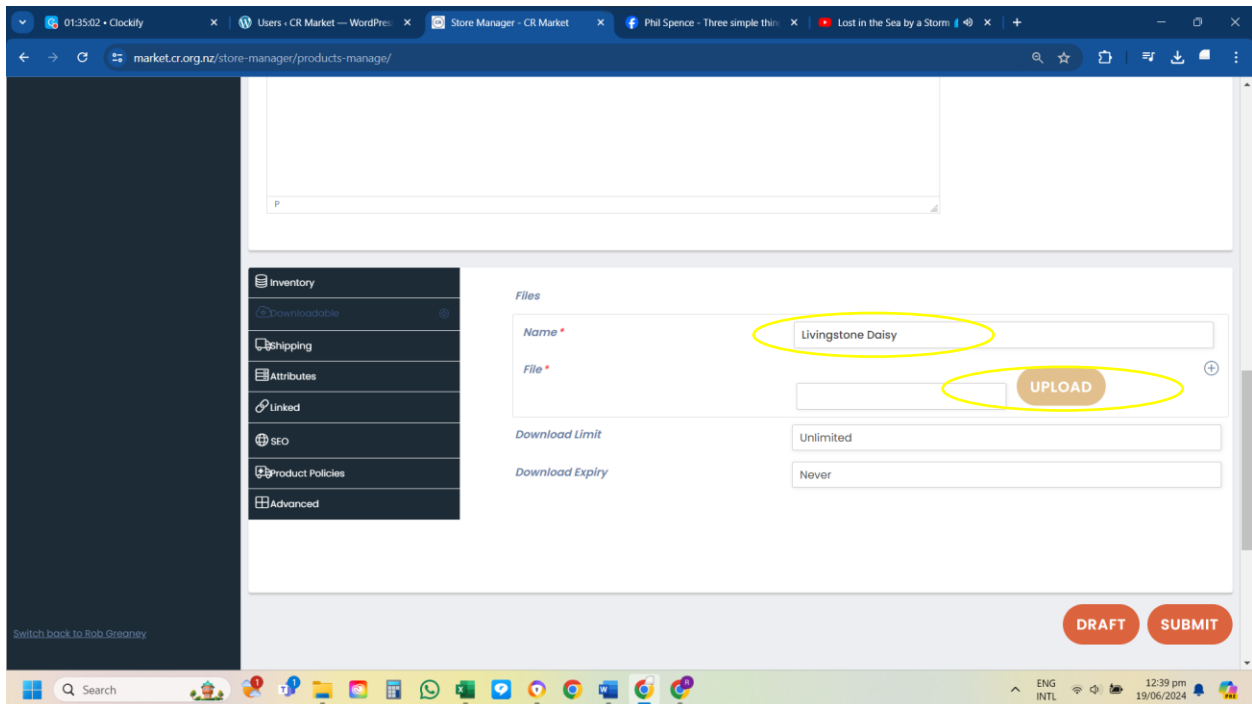 01:35:02 • Clockify
Users ‹ CR Market — WordPres
Store Manager - CR Market
Phil Spence - Three simple thin
Lost in the Sea by a Storm
market.cr.org.nz/store-manager/products-manage/
P
Inventory
Downloadable
Shipping
Attributes
Linked
SEO
Product Policies
Advanced
Files
Name *
Livingstone Daisy
File *
UPLOAD
Download Limit
Unlimited
Download Expiry
Never
DRAFT
SUBMIT
Switch back to Rob Greaney
Search
ENG
INTL
12:39 pm
19/06/2024